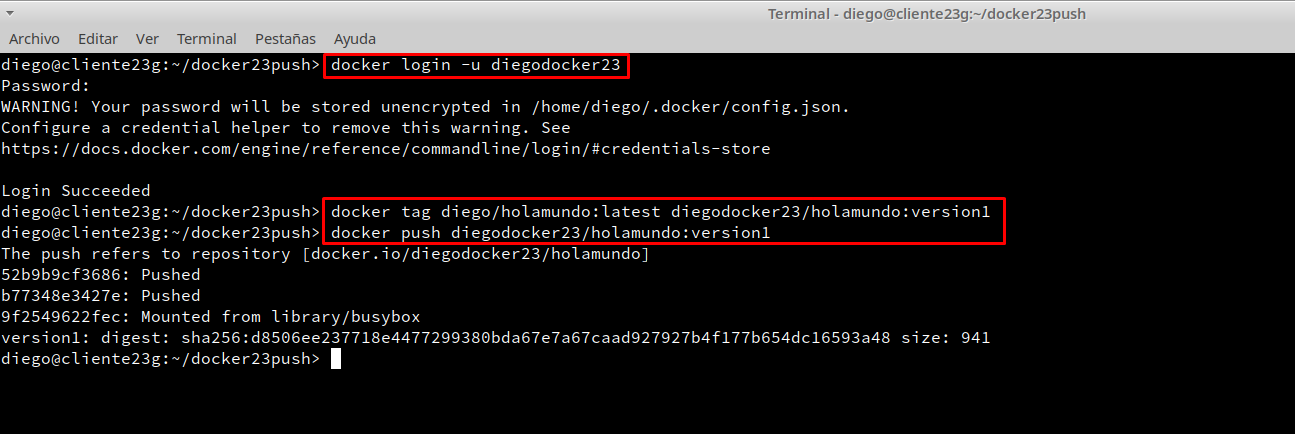 Terminal - diego@cliente23g:~/docker23push
Archivo Editar Ver Terminal Pestañas Ayuda
diego@cliente23g:~/docker23push> docker login -u diegodocker23
Password:
WARNING! Your password will be stored unencrypted in /home/diego/.docker/config.json.
Configure a credential helper to remove this warning. See
https://docs.docker.com/engine/reference/commandline/login/#credentials-store
Login Succeeded
diego@cliente23g:~/docker23push> docker tag diego/holamundo:latest diegodocker23/holamundo:version1
diego@cliente23g:~/docker23push> docker push diegodocker23/holamundo:version1
The push refers to repository [docker.io/diegodocker23/holamundo]
52b9b9cf3686: Pushed
b77348e3427e: Pushed
9f2549622fec: Mounted from library/busybox
version1: digest: sha256:d8506ee237718e4477299380bda67e7a67caad927927b4f177b654dc16593a48 size: 941
diego@cliente23g:~/docker23push>